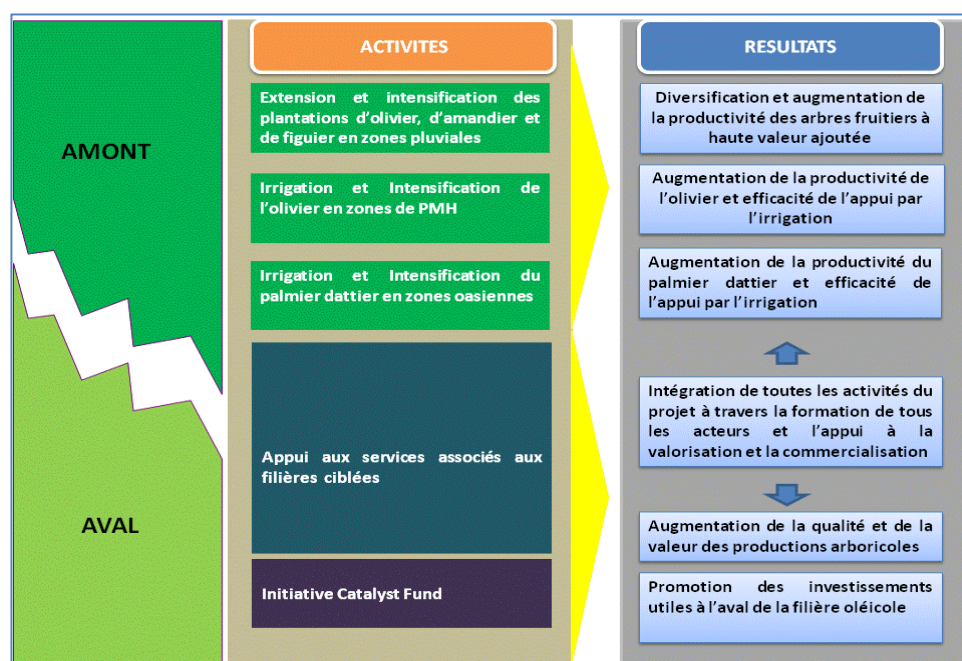 AMONT
AVAL
ACTIVITES
Extension et intensification des
plantations d'olivier, d'amandier et
de figuier en zones pluviales
Irrigation et Intensification de
l'olivier en zones de PMH
Irrigation et Intensification du
palmier dattier en zones oasiennes
Appui aux services associés aux
filières ciblées
Initiative Catalyst Fund
RESULTATS
Diversification et augmentation de
la productivité des arbres fruitiers à
haute valeur ajoutée
Augmentation de la productivité de
l'olivier et efficacité de l'appui par
l'irrigation
Augmentation de la productivité du
palmier dattier et efficacité de
l'appui par l'irrigation
Intégration de toutes les activités du
projet à travers la formation de tous
les acteurs et l'appui à la
valorisation et la commercialisation
Augmentation de la qualité et de la
valeur des productions arboricoles
Promotion des investissements
utiles à l'aval de la filière oléicole